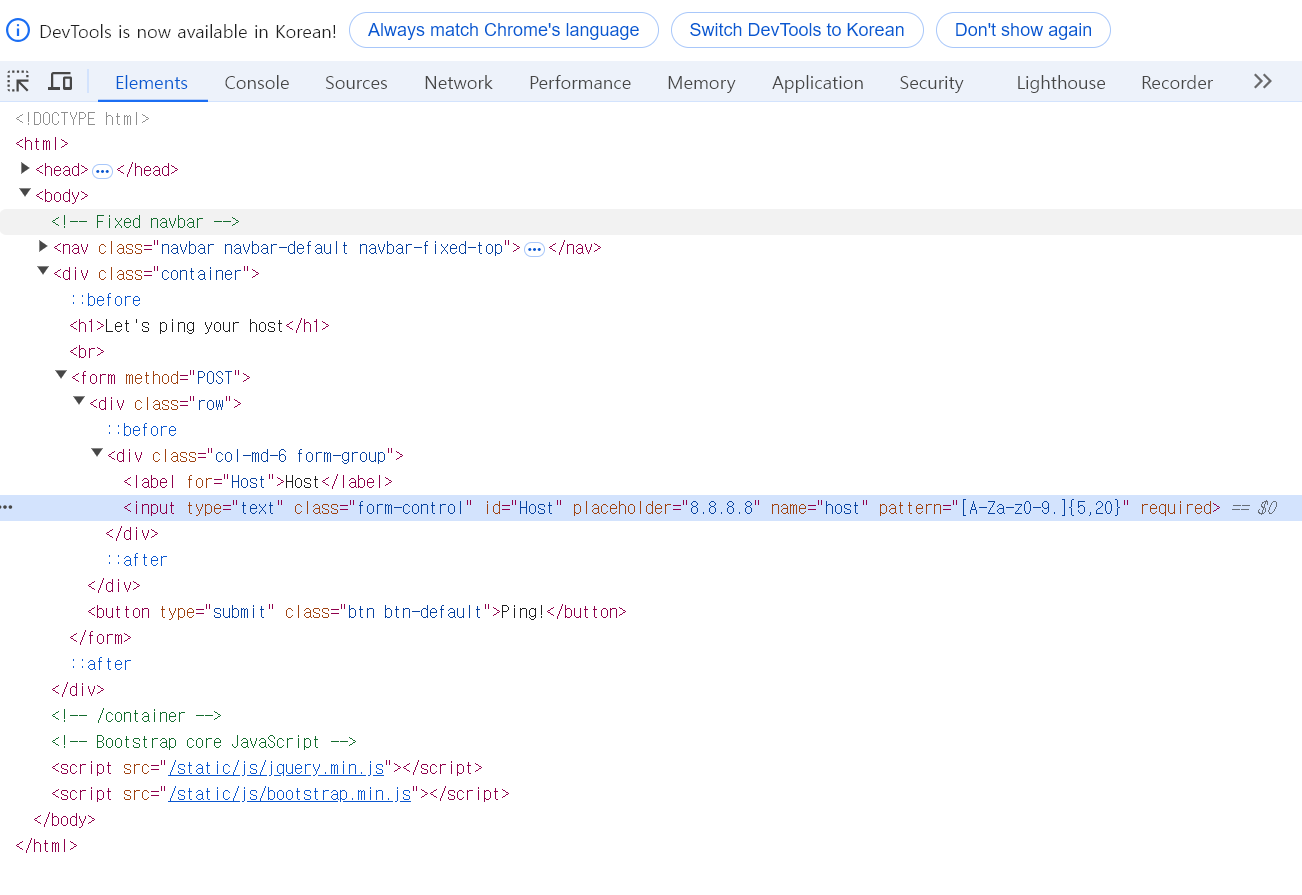 DevTools is now available in Korean! Always match Chrome's language Switch DevTools to Korean Don't show again
Elements Console Sources Network Performance Memory Application Security Lighthouse Recorder
<!DOCTYPE html>
<html>
<head>…</head>
<body>
<!-- Fixed navbar -->
<nav class="navbar navbar-default navbar-fixed-top">…</nav>
<div class="container">
::before
<h1>Let's ping your host</h1>
<br>
<form method="POST">
<div class="row">
::before
<div class="col-md-6 form-group">
<label for="Host">Host</label>
<input type="text" class="form-control" id="Host" placeholder="8.8.8.8" name="host" pattern="[A-Za-z0-9.]{5,20}" required> == $0
</div>
::after
</div>
<button type="submit" class="btn btn-default">Ping!</button>
</form>
::after
</div>
<!-- /container -->
<!-- Bootstrap core JavaScript -->
<script src="/static/js/jquery.min.js"></script>
<script src="/static/js/bootstrap.min.js"></script>
</body>
</html>